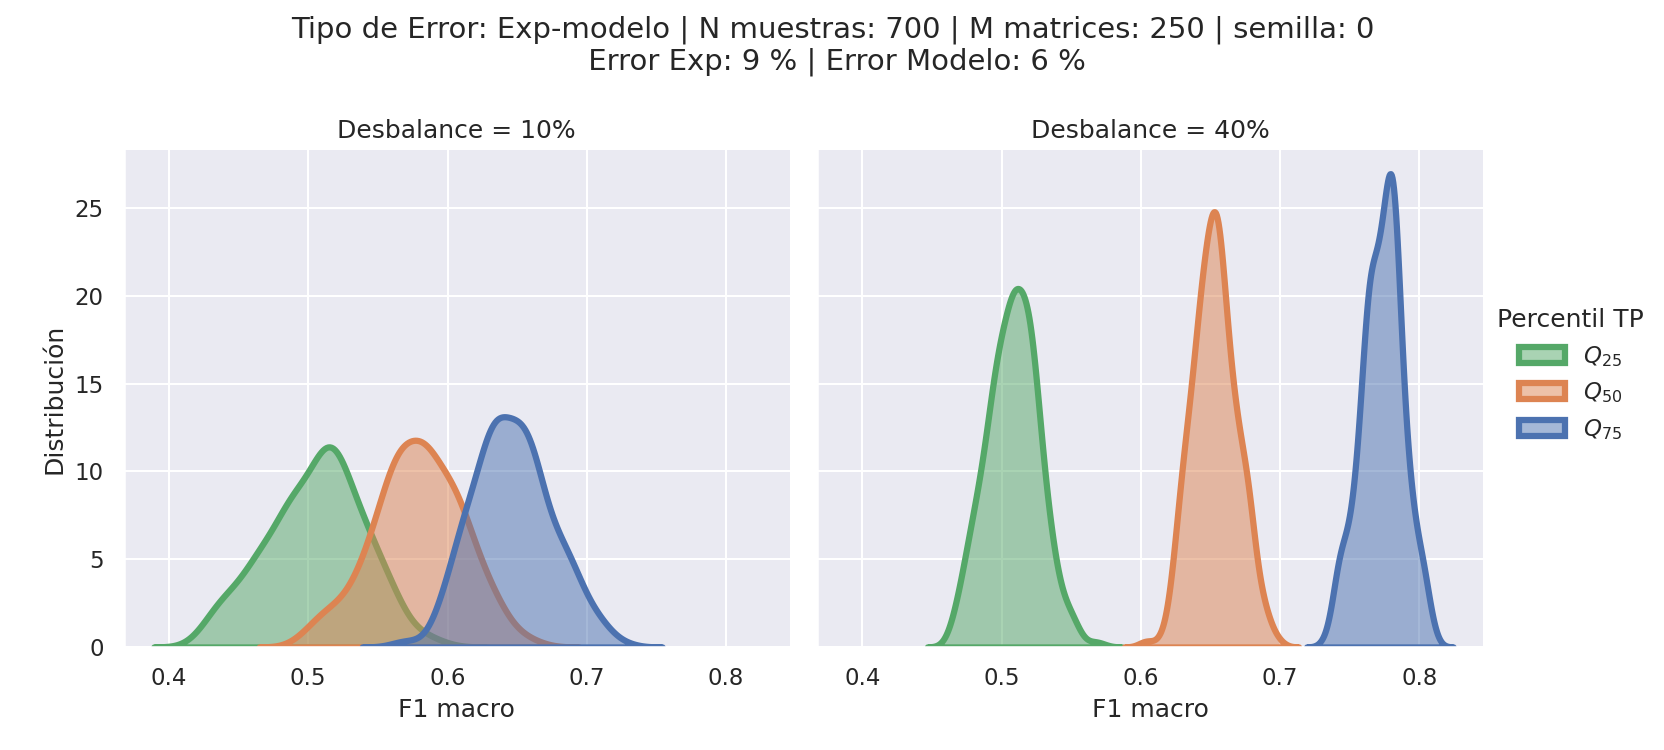 Tipo de Error: Exp-modelo | N muestras: 700 | M matrices: 250 | semilla: 0
Error Exp: 9 % | Error Modelo: 6 %
Desbalance = 10%
Desbalance = 40%
25
20
15
10
5
0
Distribución
0.4 0.5 0.6 0.7 0.8
F1 macro
0.4 0.5 0.6 0.7 0.8
F1 macro
Percentil TP
Q25
Q50
Q75